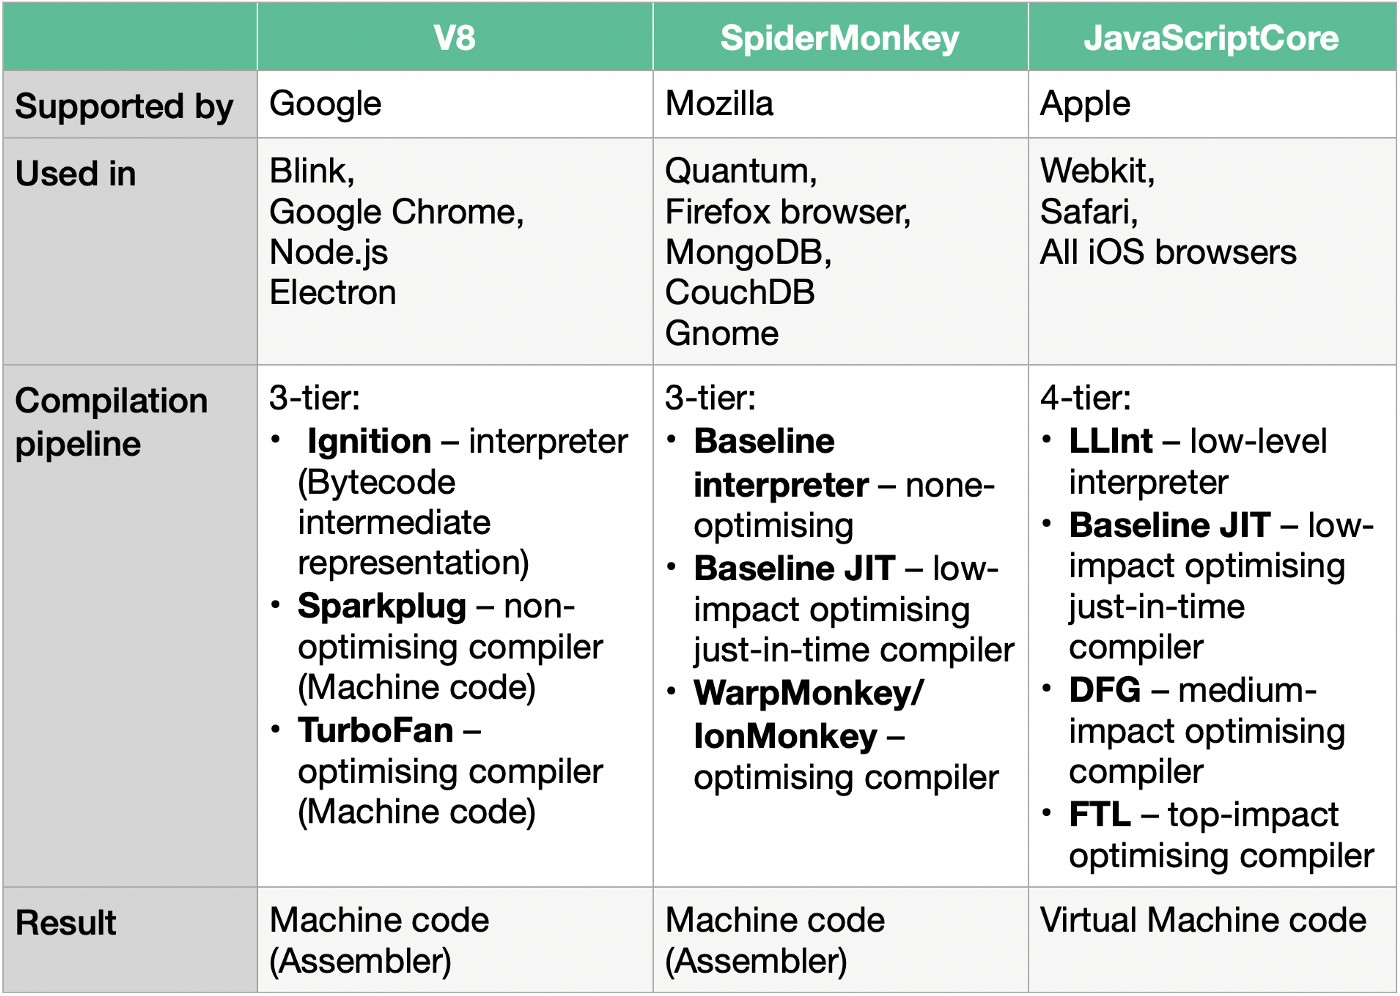 V8
SpiderMonkey
JavaScriptCore
Supported by
Google
Mozilla
Apple
Used in
Blink,
Google Chrome,
Node.js
Electron
Quantum,
Firefox browser,
MongoDB,
CouchDB
Gnome
Webkit,
Safari,
All iOS browsers
Compilation
pipeline
3-tier:
• Ignition – interpreter
(Bytecode
intermediate
representation)
• Sparkplug – non-
optimising compiler
(Machine code)
• TurboFan –
optimising compiler
(Machine code)
3-tier:
• Baseline
interpreter – none-
optimising
• Baseline JIT – low-
impact optimising
just-in-time compiler
• WarpMonkey/
IonMonkey –
optimising compiler
4-tier:
• LLInt – low-level
interpreter
• Baseline JIT – low-
impact optimising
just-in-time
compiler
• DFG – medium-
impact optimising
compiler
• FTL – top-impact
optimising compiler
Result
Machine code
(Assembler)
Machine code
(Assembler)
Virtual Machine code